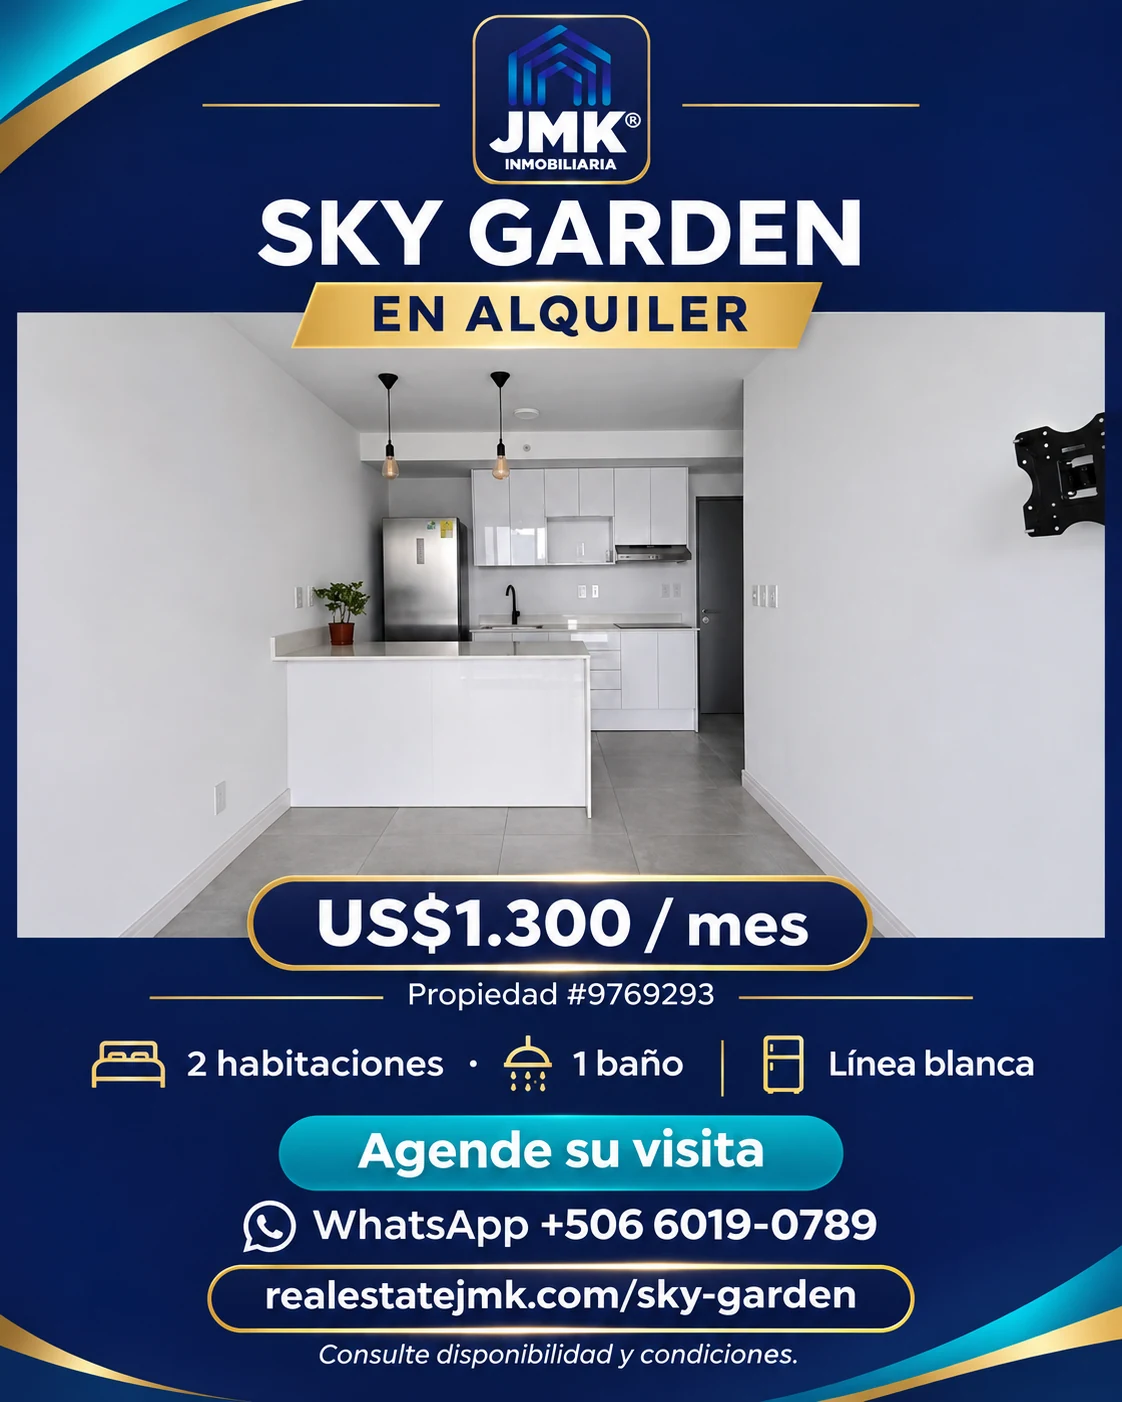 JMK®
INMOBILIARIA
SKY GARDEN
EN ALQUILER
US$1.300 / mes
Propiedad #9769293
2 habitaciones · 1 baño | Línea blanca
Agende su visita
WhatsApp +506 6019-0789
realestatejmk.com/sky-garden
Consulte disponibilidad y condiciones.